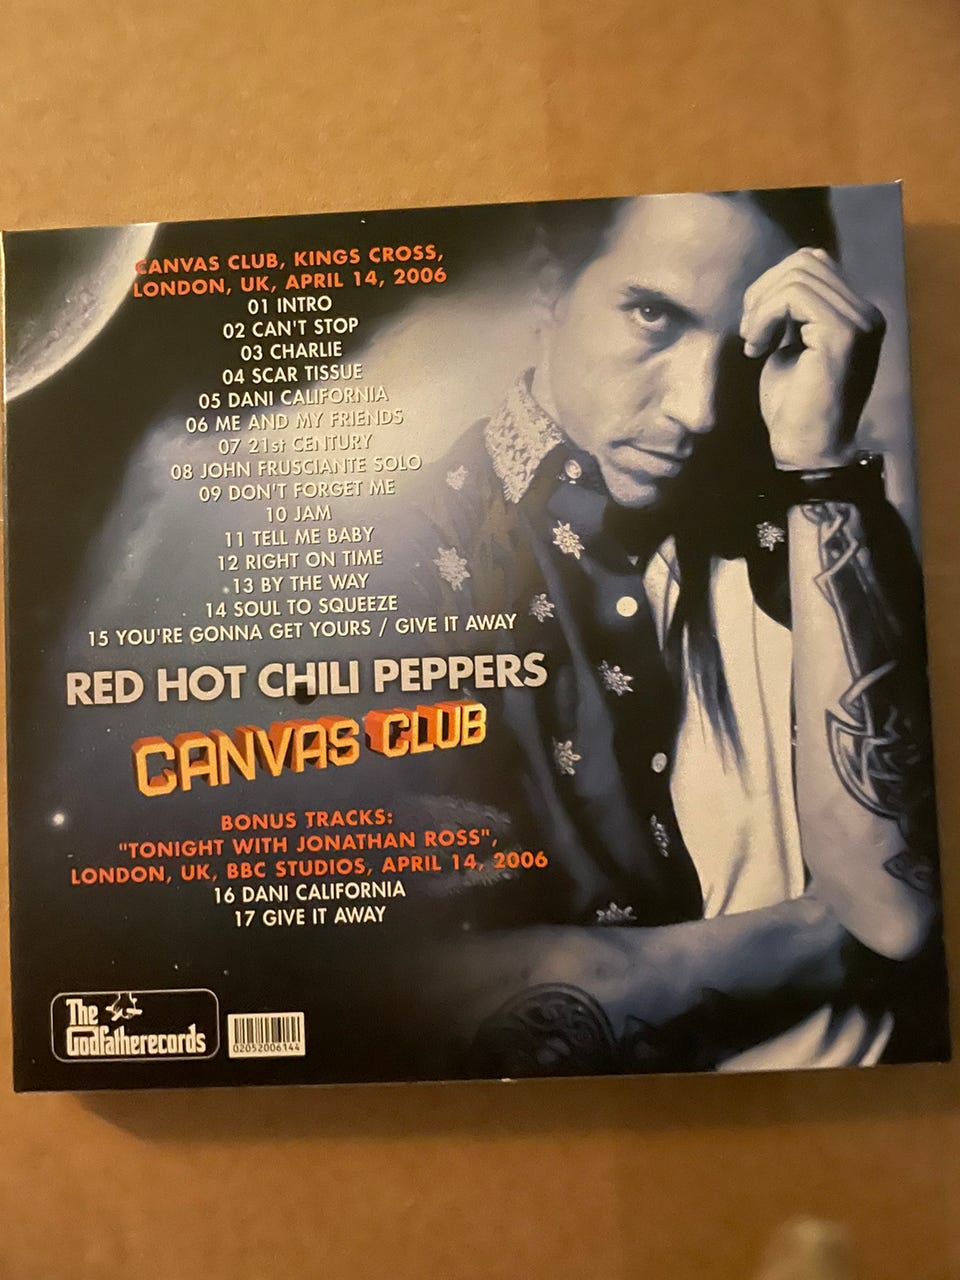 CANVAS CLUB, KINGS CROSS,
LONDON, UK, APRIL 14, 2006
01 INTRO
02 CAN'T STOP
03 CHARLIE
04 SCAR TISSUE
05 DANI CALIFORNIA
06 ME AND MY FRIENDS
07 21st CENTURY
08 JOHN FRUSCIANTE SOLO
09 DON'T FORGET ME
10 JAM
11 TELL ME BABY
12 RIGHT ON TIME
13 BY THE WAY
14 SOUL TO SQUEEZE
15 YOU'RE GONNA GET YOURS / GIVE IT AWAY
RED HOT CHILI PEPPERS
CANVAS CLUB
BONUS TRACKS:
"TONIGHT WITH JONATHAN ROSS",
LONDON, UK, BBC STUDIOS, APRIL 14, 2006
16 DANI CALIFORNIA
17 GIVE IT AWAY
The
Godfatherecords
02052006144